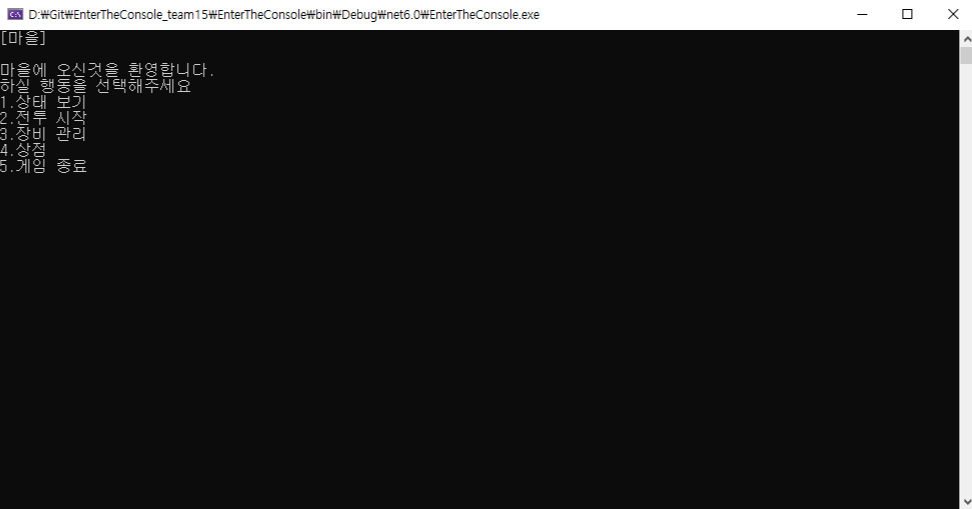 D:₩Git₩EnterTheConsole_team15₩EnterTheConsole₩bin₩Debug₩net6.0₩EnterTheConsole.exe
[마을]
마을에 오신것을 환영합니다.
하실 행동을 선택해주세요
1.상태 보기
2.전투 시작
3.장비 관리
4.상점
5.게임 종료